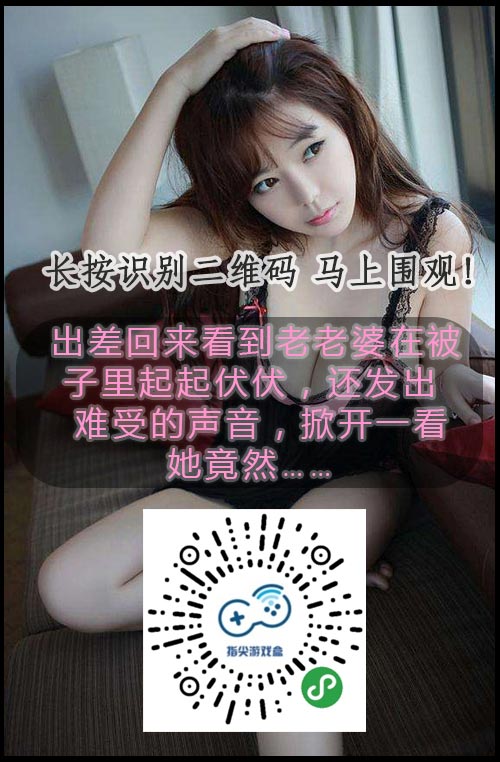 长按识别二维码 马上围观!
出差回来看到老老婆在被
子里起起伏伏，还发出
难受的声音，掀开一看
她竟然……
指尖游戏盒